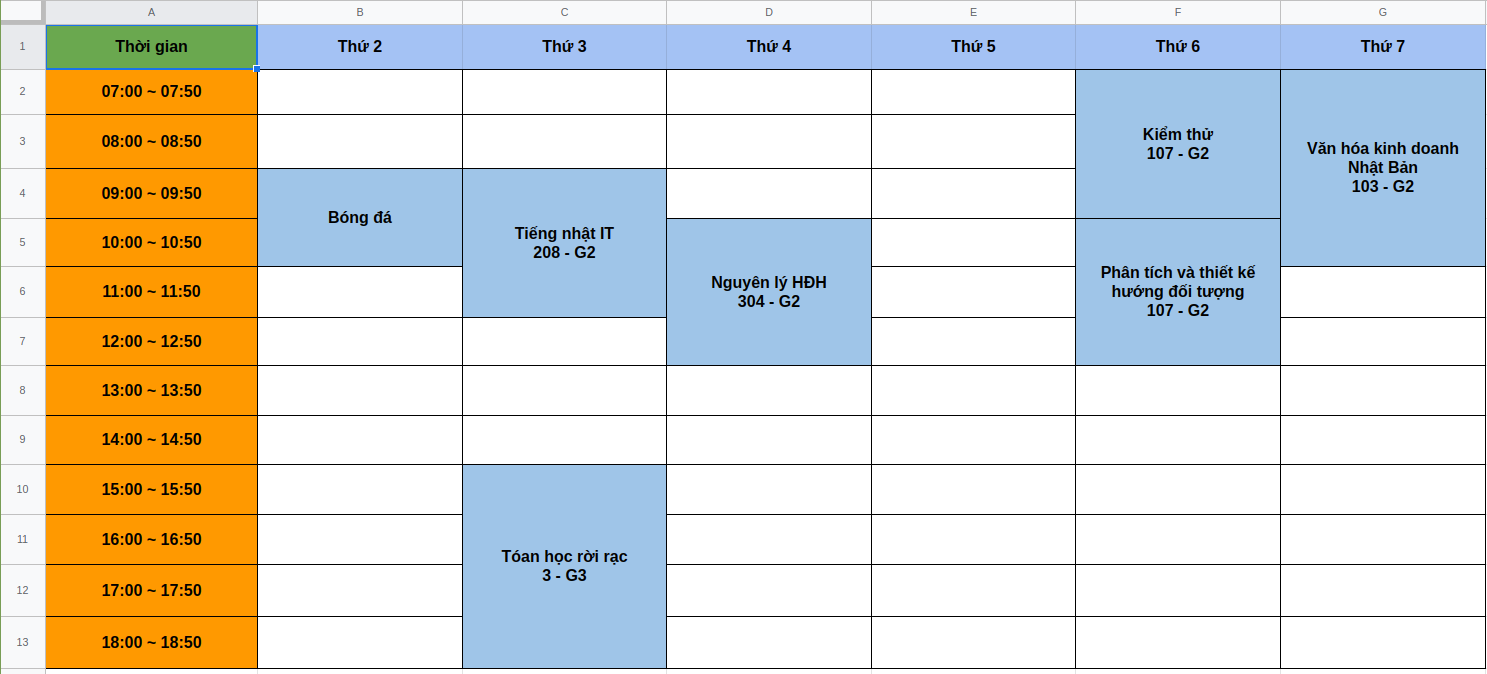 A B C D E F G
1 Thời gian Thứ 2 Thứ 3 Thứ 4 Thứ 5 Thứ 6 Thứ 7
2 07:00 ~ 07:50
3 08:00 ~ 08:50
Kiểm thử
107 - G2
Văn hóa kinh doanh
Nhật Bản
103 - G2
4 09:00 ~ 09:50
Bóng đá
Tiếng nhật IT
208 - G2
5 10:00 ~ 10:50
Nguyên lý HĐH
304 - G2
Phân tích và thiết kế
hướng đối tượng
107 - G2
6 11:00 ~ 11:50
7 12:00 ~ 12:50
8 13:00 ~ 13:50
9 14:00 ~ 14:50
10 15:00 ~ 15:50
11 16:00 ~ 16:50
Tóan học rời rạc
3 - G3
12 17:00 ~ 17:50
13 18:00 ~ 18:50